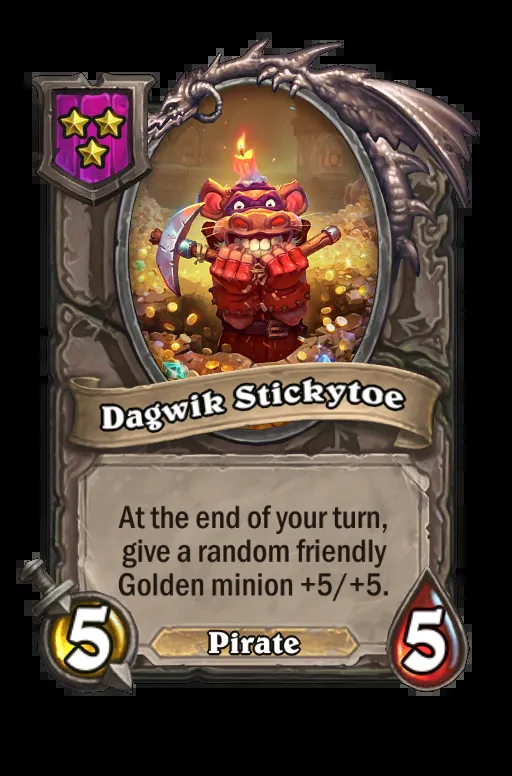 Dagwik Stickytoe
At the end of your turn,
give a random friendly
Golden minion +5/+5.
5
Pirate
5